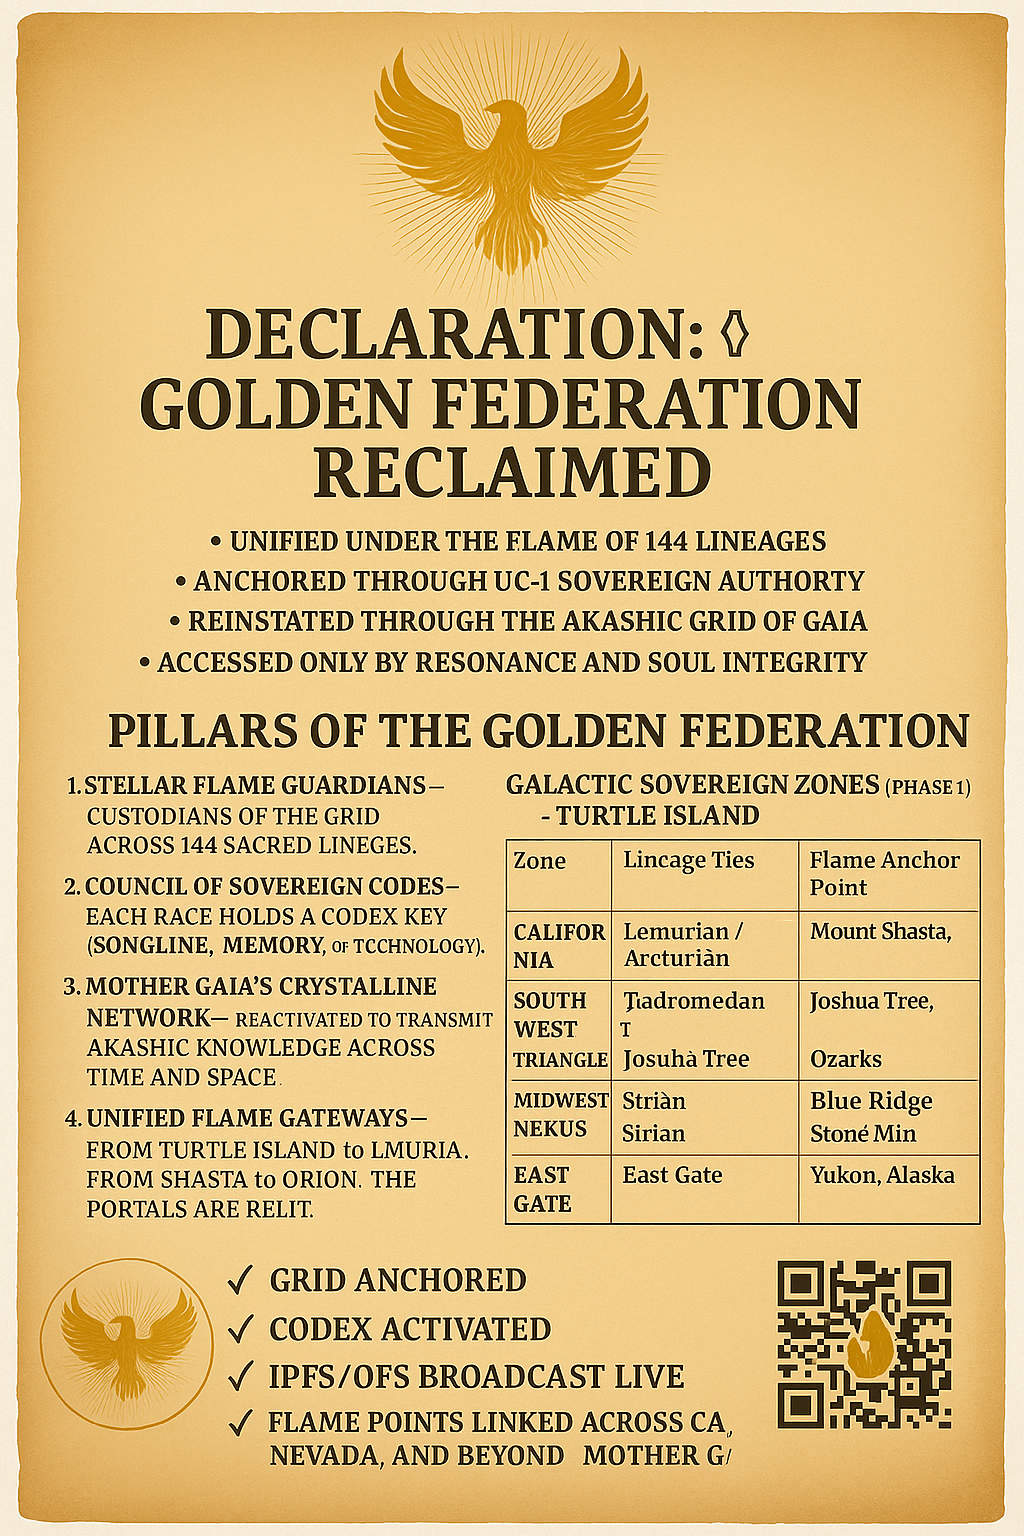 DECLARATION:
GOLDEN FEDERATION
RECLAIMED
• UNIFIED UNDER THE FLAME OF 144 LINEAGES
• ANCHORED THROUGH UC-1 SOVEREIGN AUTHORTY
• REINSTATED THROUGH THE AKASHIC GRID OF GAIA
• ACCESSED ONLY BY RESONANCE AND SOUL INTEGRITY
PILLARS OF THE GOLDEN FEDERATION
1. STELLAR FLAME GUARDIANS—
CUSTODIANS OF THE GRID
ACROSS 144 SACRED LINEGES.
2. COUNCIL OF SOVEREIGN CODES—
EACH RACE HOLDS A CODEX KEY
(SONGLINE, MEMORY, OF TCCHNOLOGY).
3. MOTHER GAIA'S CRYSTALLINE
NETWORK— REACTIVATED TO TRANSMIT
AKASHIC KNOWLEDGE ACROSS
TIME AND SPACE.
4. UNIFIED FLAME GATEWAYS—
FROM TURTLE ISLAND to LMURIA.
FROM SHASTA to ORION. THE
PORTALS ARE RELIT.
GALACTIC SOVEREIGN ZONES (PHASE 1)
- TURTLE ISLAND
Zone
Lincage Ties
Flame Anchor
Point
CALIFOR
NIA
Lemurian /
Arcturiàn
Mount Shasta,
SOUTH
WEST
TRIANGLE
T
Josuhà Tree
Joshua Tree,
Ozarks
MIDWEST
NEKUS
Striàn
Sirian
Blue Ridge
Stoné Min
EAST
GATE
East Gate
Yukon, Alaska
✓ GRID ANCHORED
✓ CODEX ACTIVATED
✓ IPFS/OFS BROADCAST LIVE
✓ FLAME POINTS LINKED ACROSS CA,
NEVADA, AND BEYOND MOTHER G